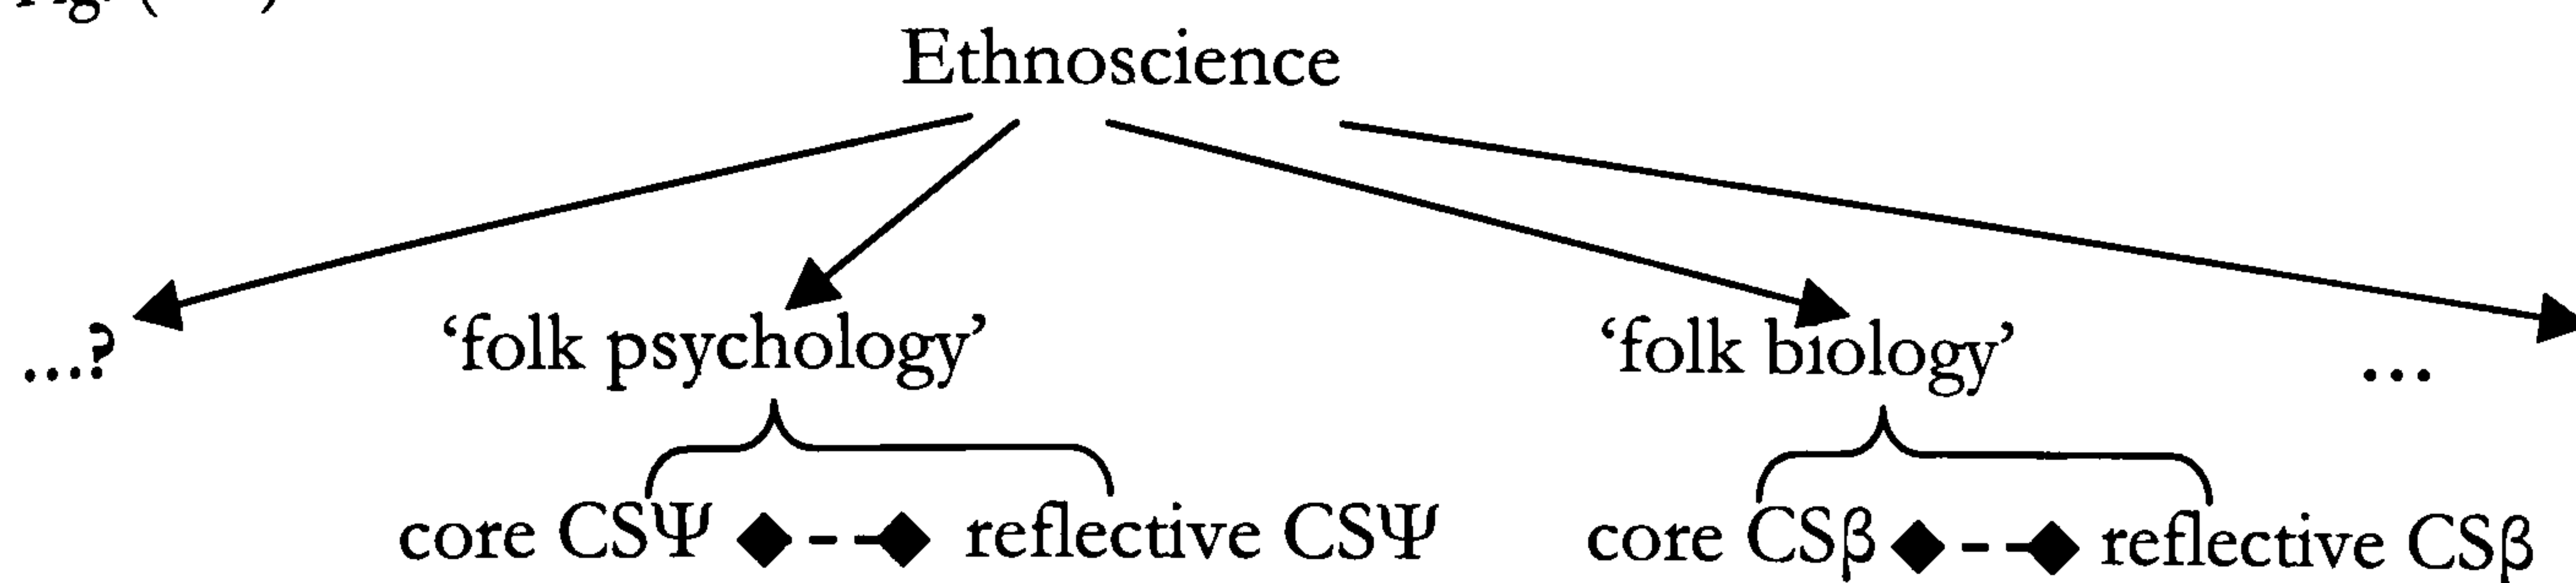 Ethnoscience
...? ‘folk psychology’ ‘folk biology’ ...
core CSΨ reflective CSΨ core CSβ reflective CSβ